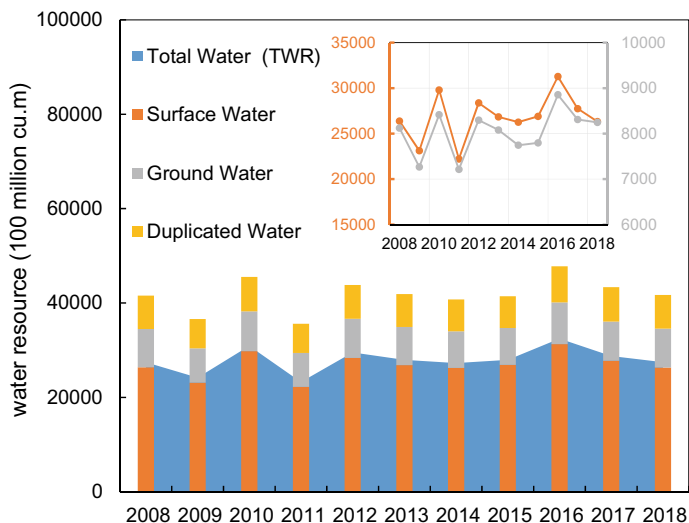 water resource (100 million cu.m)
100000
80000
60000
40000
20000
0
Total Water (TWR)
Surface Water
Ground Water
Duplicated Water
35000
30000
25000
20000
15000
10000
9000
8000
7000
6000
2008 2010 2012 2014 2016 2018
2008 2009 2010 2011 2012 2013 2014 2015 2016 2017 2018